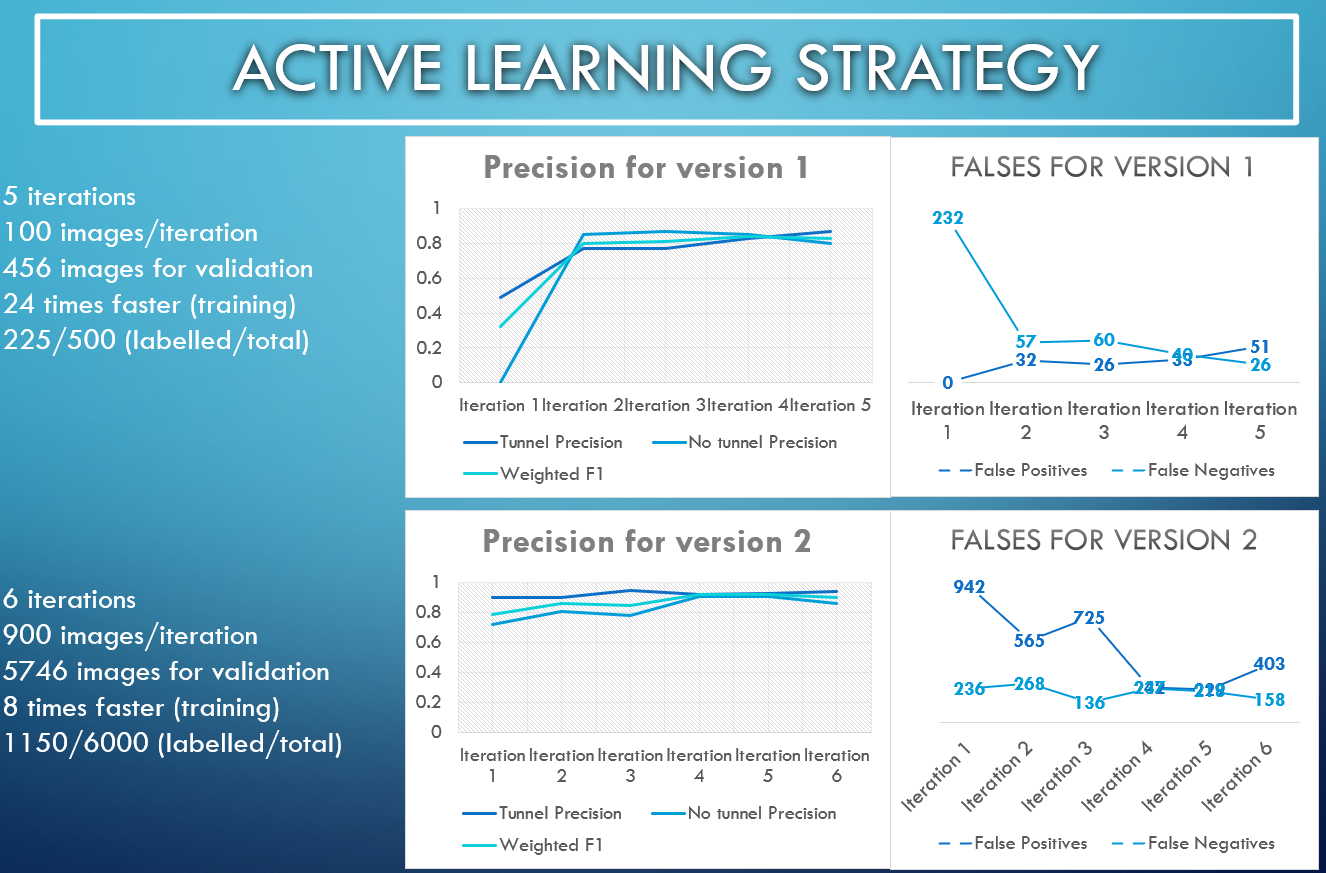 ACTIVE LEARNING STRATEGY
5 iterations
100 images/iteration
456 images for validation
24 times faster (training)
225/500 (labelled/total)
Precision for version 1
1
0.8
0.6
0.4
0.2
0
Iteration 1 Iteration 2 Iteration 3 Iteration 4 Iteration 5
Tunnel Precision No tunnel Precision
Weighted F1
FALSES FOR VERSION 1
232
57 60 40 51
0 32 26 33 26
Iteration Iteration Iteration Iteration Iteration
1 2 3 4 5
False Positives False Negatives
6 iterations
900 images/iteration
5746 images for validation
8 times faster (training)
1150/6000 (labelled/total)
Precision for version 2
1
0.8
0.6
0.4
0.2
0
Iteration Iteration Iteration Iteration Iteration Iteration
1 2 3 4 5 6
Tunnel Precision No tunnel Precision
Weighted F1
FALSES FOR VERSION 2
942
565 725
403
236 268 136 158
Iteration 1 Iteration 2 Iteration 3 Iteration 4 Iteration 5 Iteration 6
False Positives False Negatives